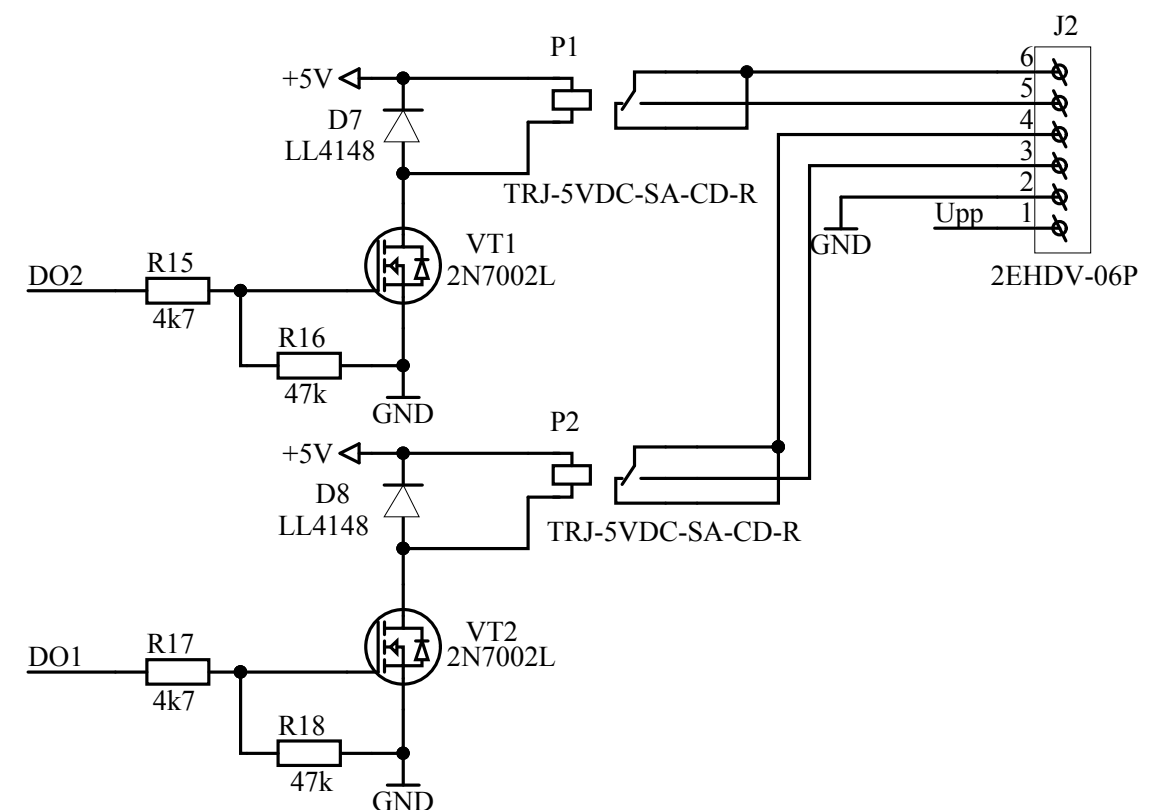 J2
P1
6
+5V
5
D7
4
LL4148
3
TRJ-5VDC-SA-CD-R
2
Upp
1
GND
VT1
2N7002L
2EHDV-06P
DO2
R15
4k7
R16
47k
GND
P2
+5V
D8
LL4148
TRJ-5VDC-SA-CD-R
VT2
2N7002L
DO1
R17
4k7
R18
47k
GND